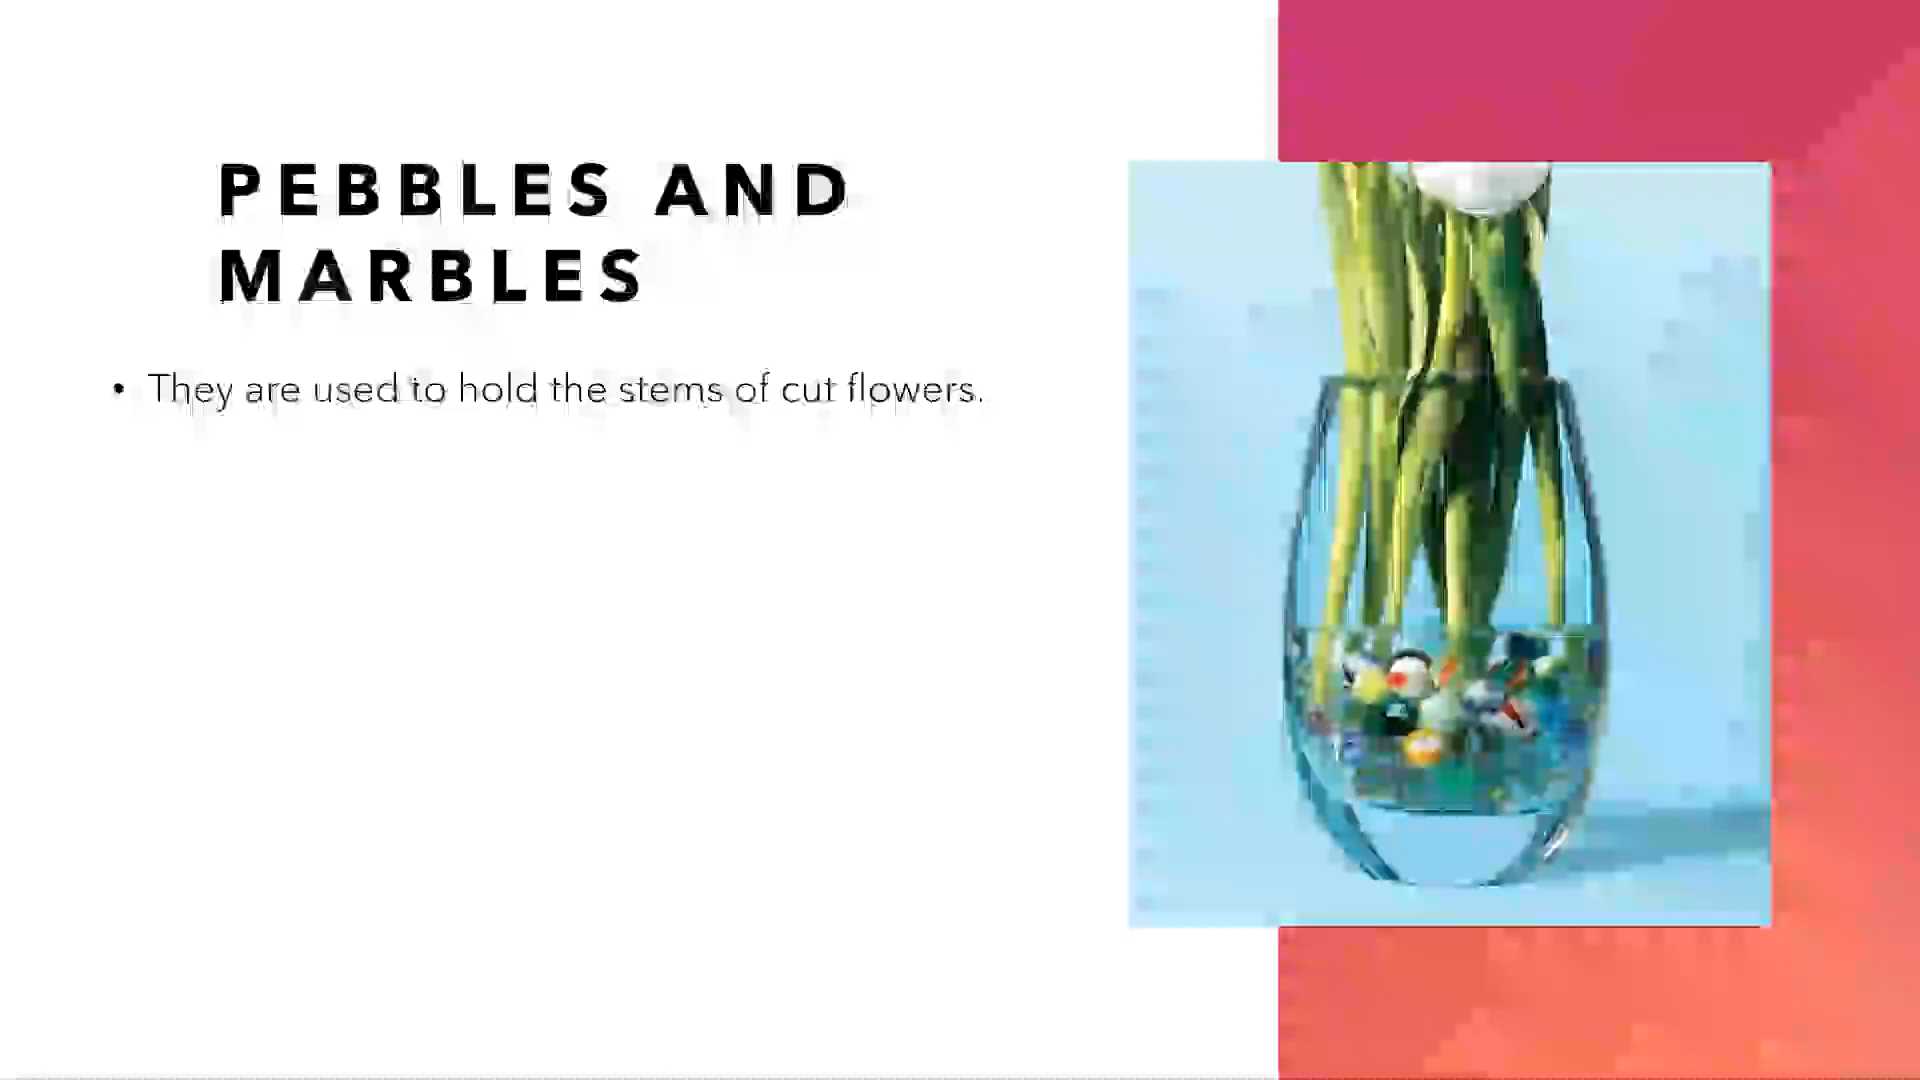 PEBBLES AND
MARBLES
• They are used to hold the stems of cut flowers.